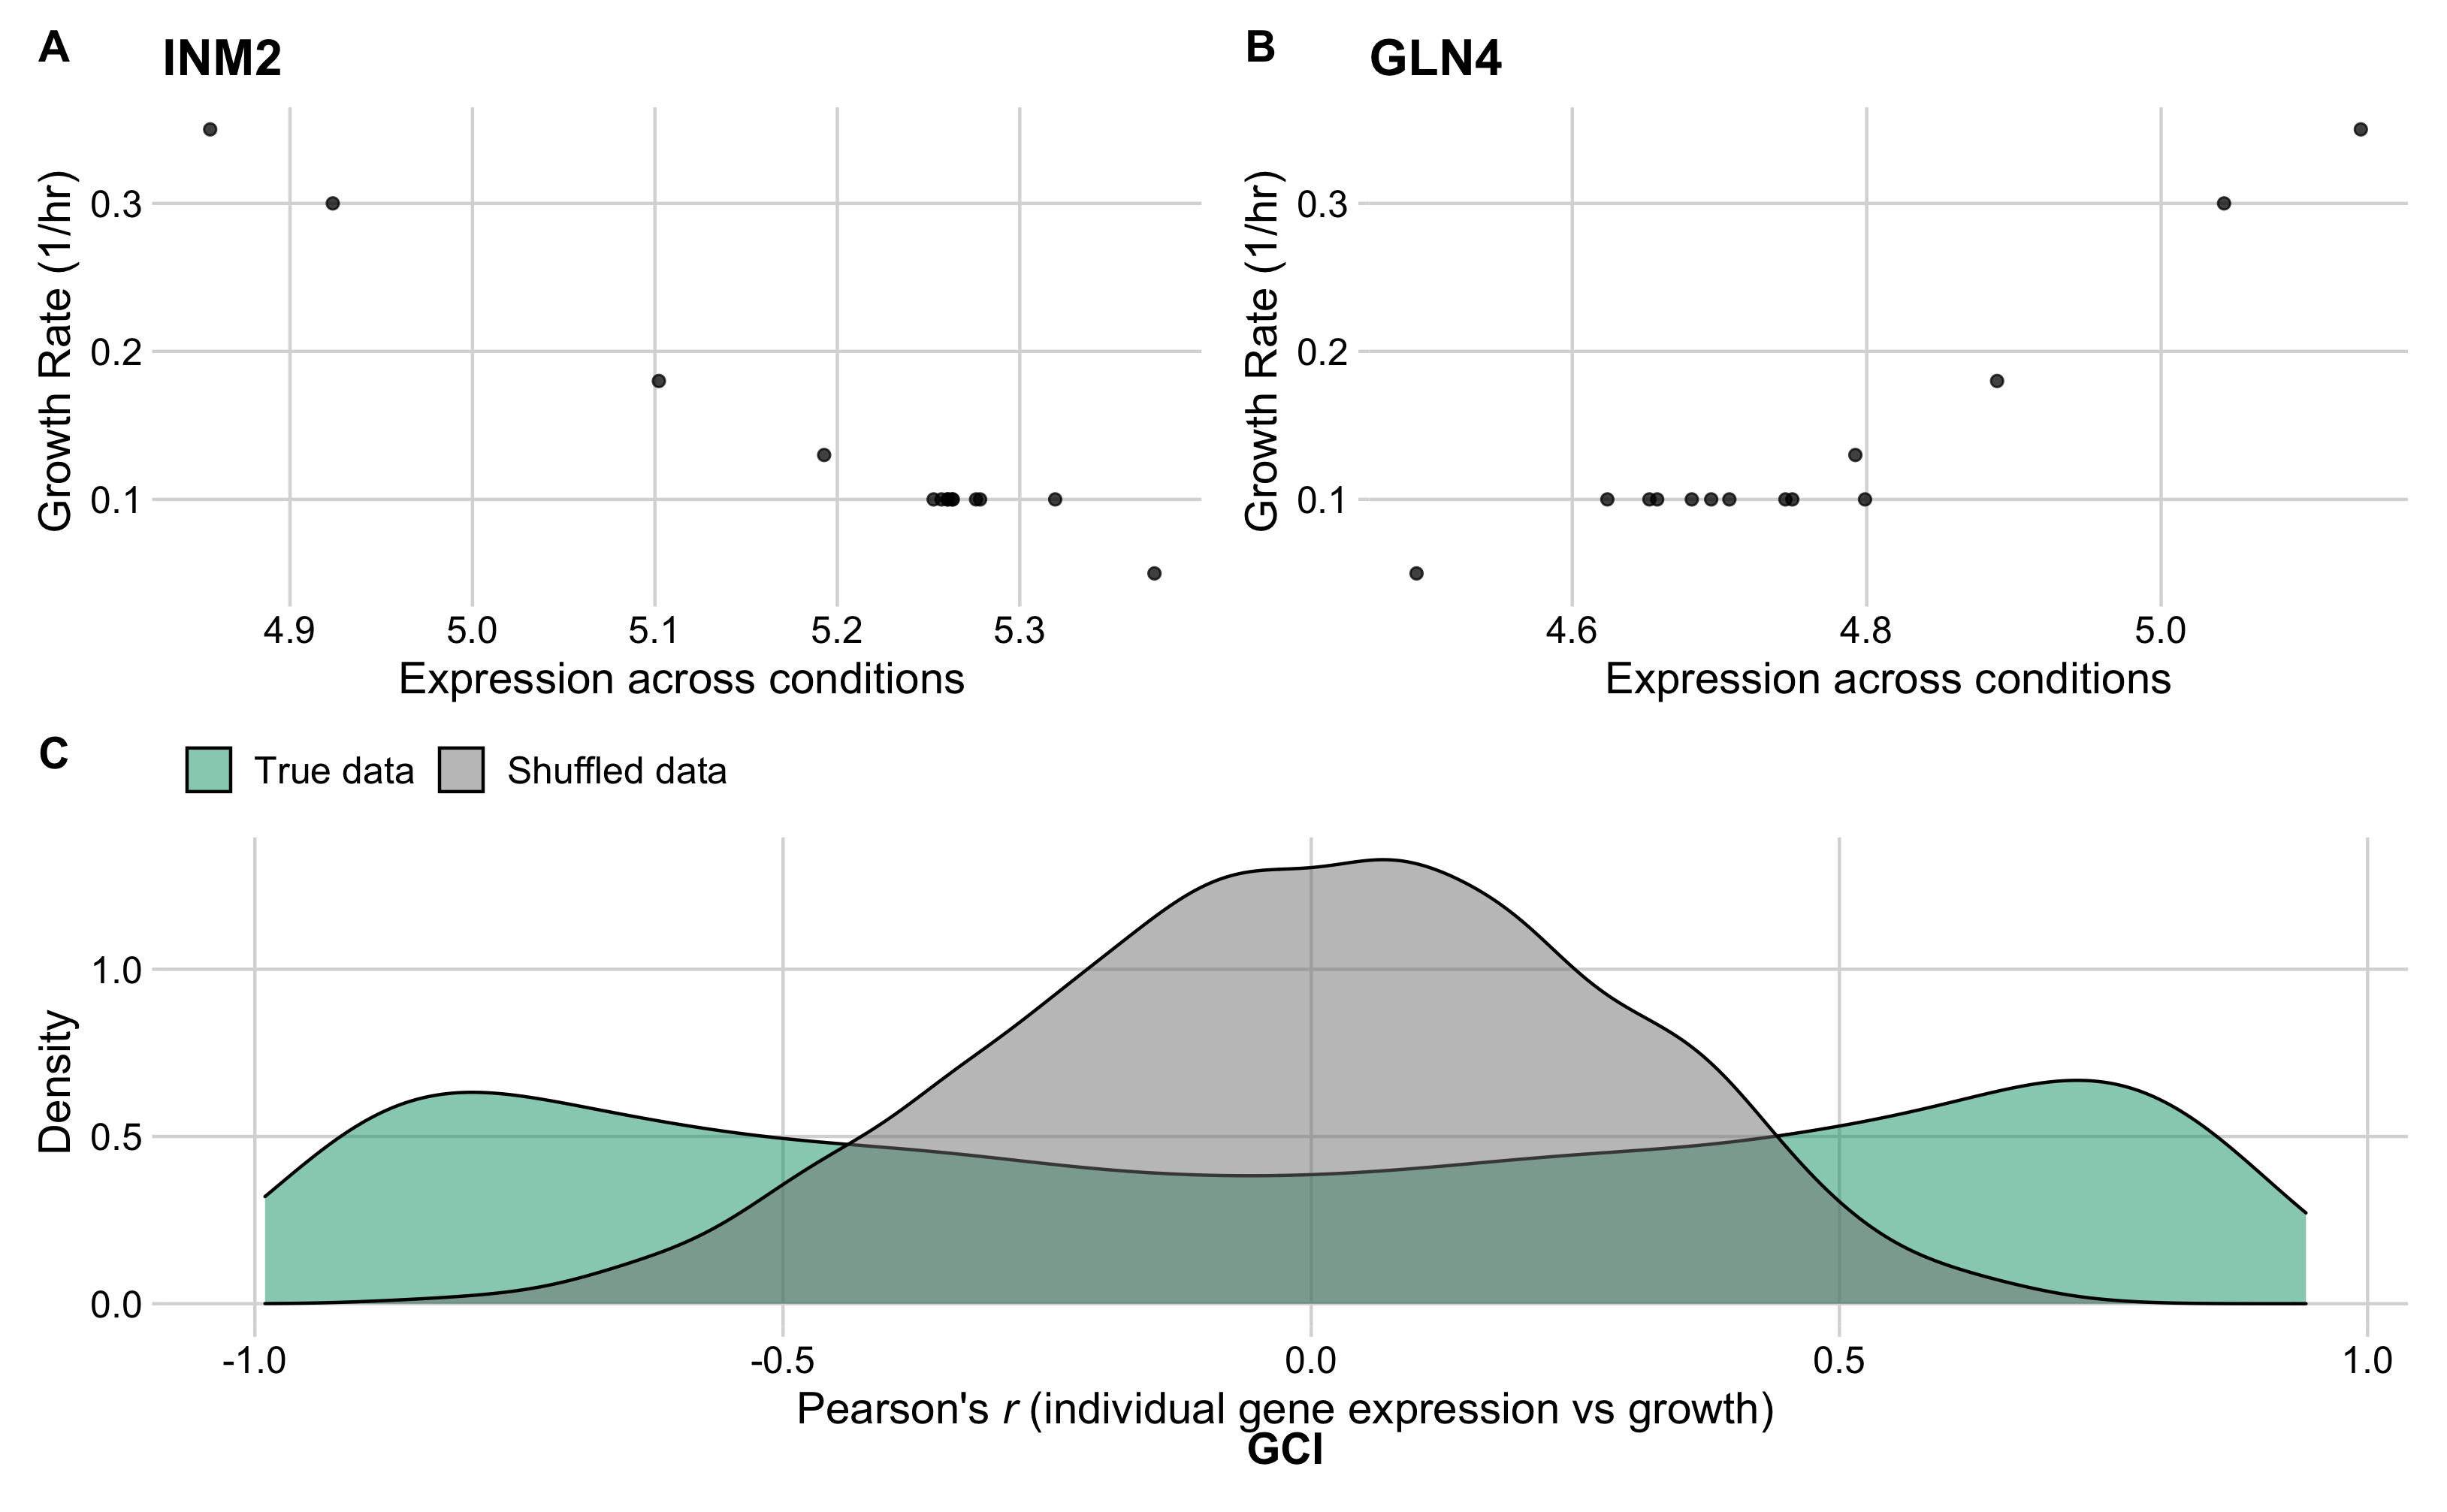 A
INM2
Growth Rate (1/hr)
0.3
0.2
0.1
4.9 5.0 5.1 5.2 5.3
Expression across conditions
B
GLN4
Growth Rate (1/hr)
0.3
0.2
0.1
4.6 4.8 5.0
Expression across conditions
C
True data Shuffled data
Density
1.0
0.5
0.0
-1.0 -0.5 0.0 0.5 1.0
Pearson's r (individual gene expression vs growth)
GCI